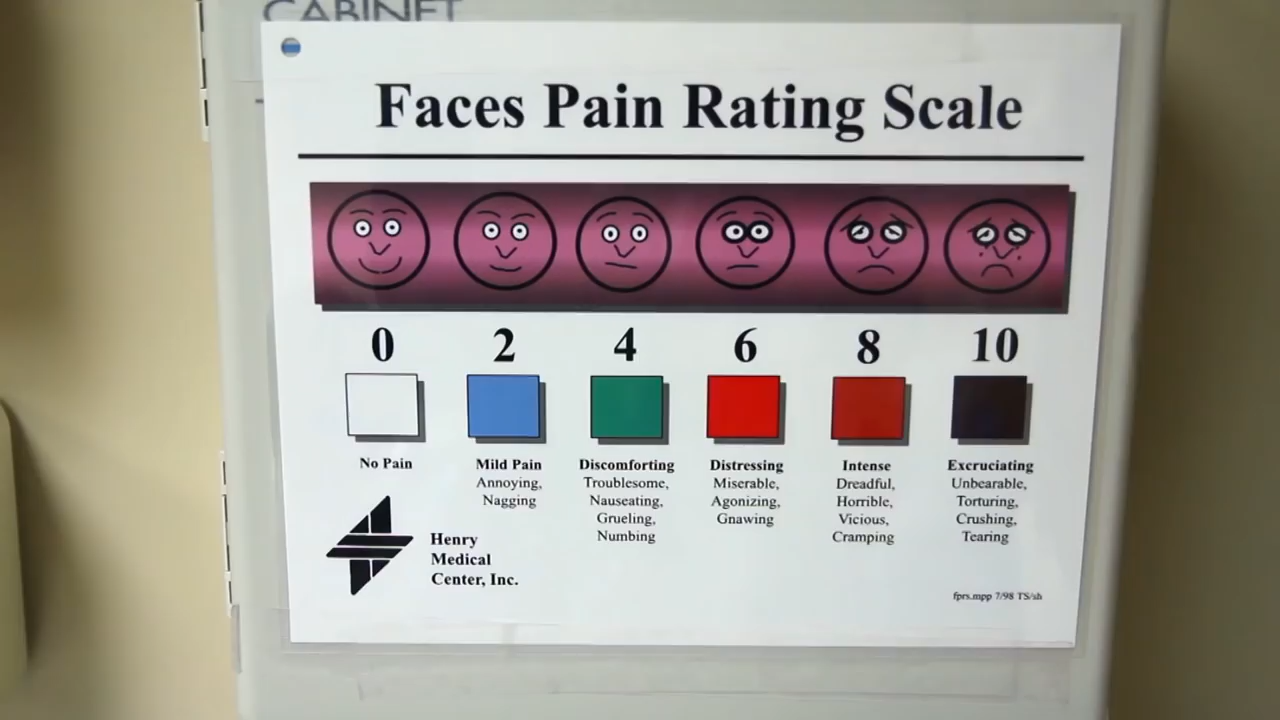 CABINET
Faces Pain Rating Scale
0 2 4 6 8 10
No Pain
Mild Pain
Annoying,
Nagging
Discomforting
Troublesome,
Nauseating,
Grueling,
Numbing
Distressing
Miserable,
Agonizing,
Gnawing
Intense
Dreadful,
Horrible,
Vicious,
Cramping
Excruciating
Unbearable,
Torturing,
Crushing,
Tearing
Henry
Medical
Center, Inc.
fprs.mpp 7/98 TS/sh